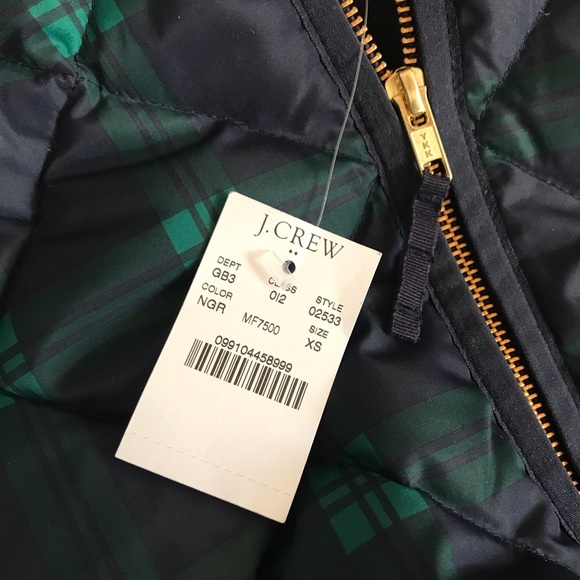 J.CREW
DEPT CLASS STYLE
GB3 012 02533
COLOR SIZE
NGR MF7500 XS
099104458999
YKK